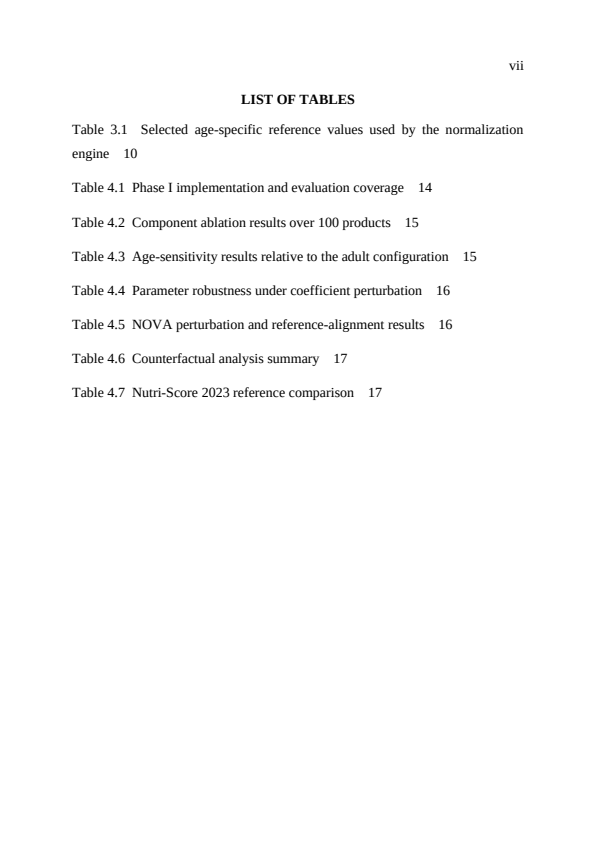 vii
LIST OF TABLES
Table 3.1  Selected age-specific reference values used by the normalization
engine    10
Table 4.1  Phase I implementation and evaluation coverage    14
Table 4.2  Component ablation results over 100 products    15
Table 4.3  Age-sensitivity results relative to the adult configuration    15
Table 4.4  Parameter robustness under coefficient perturbation    16
Table 4.5  NOVA perturbation and reference-alignment results    16
Table 4.6  Counterfactual analysis summary    17
Table 4.7  Nutri-Score 2023 reference comparison    17